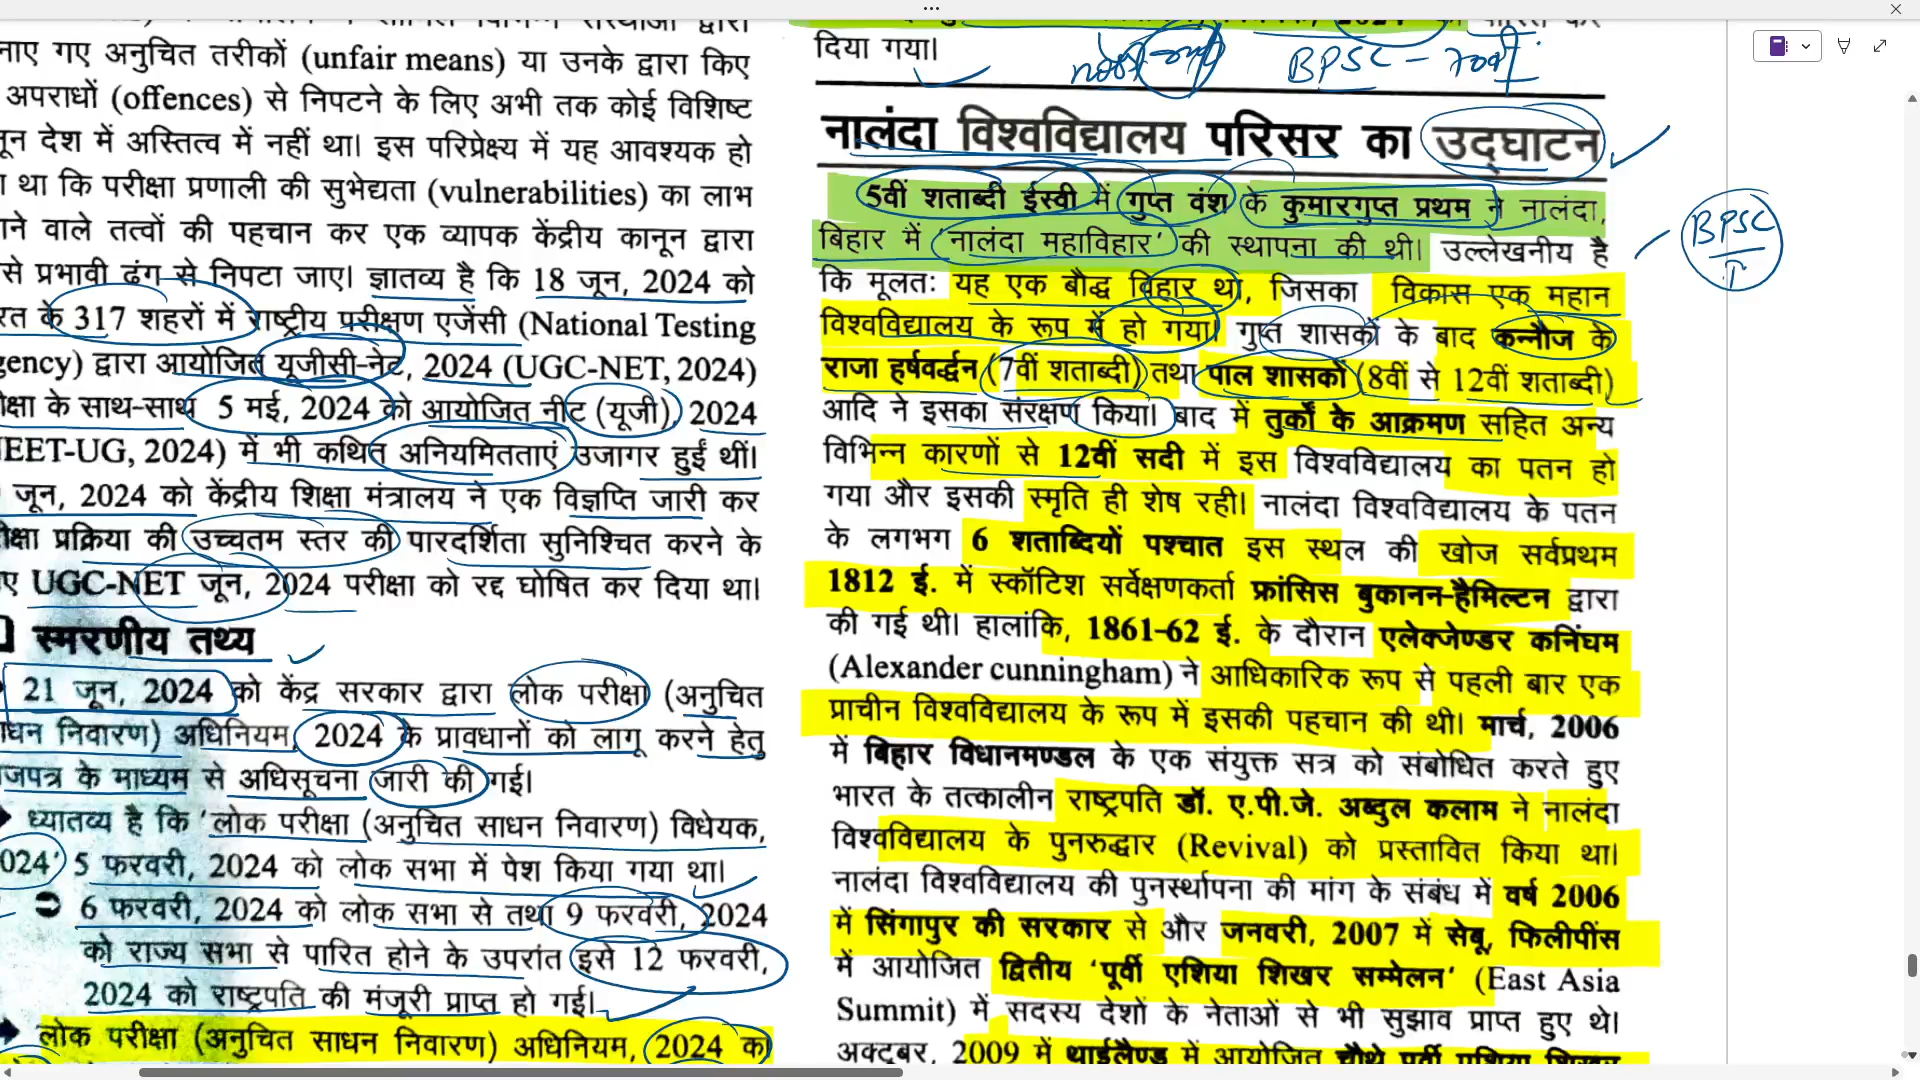 नाए गए अनुचित तरीकों (unfair means) या उनके द्वारा किए
अपराधों (offences) से निपटने के लिए अभी तक कोई विशिष्ट
नून देश में अस्तित्व में नहीं था। इस परिप्रेक्ष्य में यह आवश्यक हो
था कि परीक्षा प्रणाली की सुभेद्यता (vulnerabilities) का लाभ
ाने वाले तत्वों की पहचान कर एक व्यापक केंद्रीय कानून द्वारा
से प्रभावी ढंग से निपटा जाए। ज्ञातव्य है कि 18 जून, 2024 को
रत के 317 शहरों में राष्ट्रीय परीक्षण एजेंसी (National Testing
gency) द्वारा आयोजित यूजीसी-नेट, 2024 (UGC-NET, 2024)
ीक्षा के साथ-साथ 5 मई, 2024 को आयोजित नीट (यूजी), 2024
EET-UG, 2024) में भी कथित अनियमितताएं उजागर हुईं थीं।
जून, 2024 को केंद्रीय शिक्षा मंत्रालय ने एक विज्ञप्ति जारी कर
ीक्षा प्रक्रिया की उच्चतम स्तर की पारदर्शिता सुनिश्चित करने के
ए UGC-NET जून, 2024 परीक्षा को रद्द घोषित कर दिया था।
स्मरणीय तथ्य
21 जून, 2024 को केंद्र सरकार द्वारा लोक परीक्षा (अनुचित
ाधन निवारण) अधिनियम, 2024 के प्रावधानों को लागू करने हेतु
ाजपत्र के माध्यम से अधिसूचना जारी की गई।
ध्यातव्य है कि 'लोक परीक्षा (अनुचित साधन निवारण) विधेयक,
024' 5 फरवरी, 2024 को लोक सभा में पेश किया गया था।
6 फरवरी, 2024 को लोक सभा से तथा 9 फरवरी, 2024
को राज्य सभा से पारित होने के उपरांत इसे 12 फरवरी,
2024 को राष्ट्रपति की मंजूरी प्राप्त हो गई।
लोक परीक्षा (अनुचित साधन निवारण) अधिनियम, 2024 को
दिया गया।
BPSC -
नालंदा विश्वविद्यालय परिसर का उद्घाटन
5वीं शताब्दी ईस्वी में गुप्त वंश के कुमारगुप्त प्रथम ने नालंदा,
बिहार में 'नालंदा महाविहार' की स्थापना की थी। उल्लेखनीय है
कि मूलतः यह एक बौद्ध विहार था, जिसका विकास एक महान
विश्वविद्यालय के रूप में हो गया। गुप्त शासकों के बाद कन्नौज के
राजा हर्षवर्द्धन (7वीं शताब्दी) तथा पाल शासकों (8वीं से 12वीं शताब्दी)
आदि ने इसका संरक्षण किया। बाद में तुर्कों के आक्रमण सहित अन्य
विभिन्न कारणों से 12वीं सदी में इस विश्वविद्यालय का पतन हो
गया और इसकी स्मृति ही शेष रही। नालंदा विश्वविद्यालय के पतन
के लगभग 6 शताब्दियों पश्चात इस स्थल की खोज सर्वप्रथम
1812 ई. में स्कॉटिश सर्वेक्षणकर्ता फ्रांसिस बुकानन-हैमिल्टन द्वारा
की गई थी। हालांकि, 1861-62 ई. के दौरान एलेक्जेण्डर कनिंघम
(Alexander cunningham) ने आधिकारिक रूप से पहली बार एक
प्राचीन विश्वविद्यालय के रूप में इसकी पहचान की थी। मार्च, 2006
में बिहार विधानमण्डल के एक संयुक्त सत्र को संबोधित करते हुए
भारत के तत्कालीन राष्ट्रपति डॉ. ए.पी.जे. अब्दुल कलाम ने नालंदा
विश्वविद्यालय के पुनरुद्धार (Revival) को प्रस्तावित किया था।
नालंदा विश्वविद्यालय की पुनर्स्थापना की मांग के संबंध में वर्ष 2006
में सिंगापुर की सरकार से और जनवरी, 2007 में सेबू, फिलीपींस
में आयोजित द्वितीय 'पूर्वी एशिया शिखर सम्मेलन' (East Asia
Summit) में सदस्य देशों के नेताओं से भी सुझाव प्राप्त हुए थे।
अक्टूबर, 2009 में थाईलैण्ड में आयोजित चौथे पूर्वी एशिया शिखर
BPSC